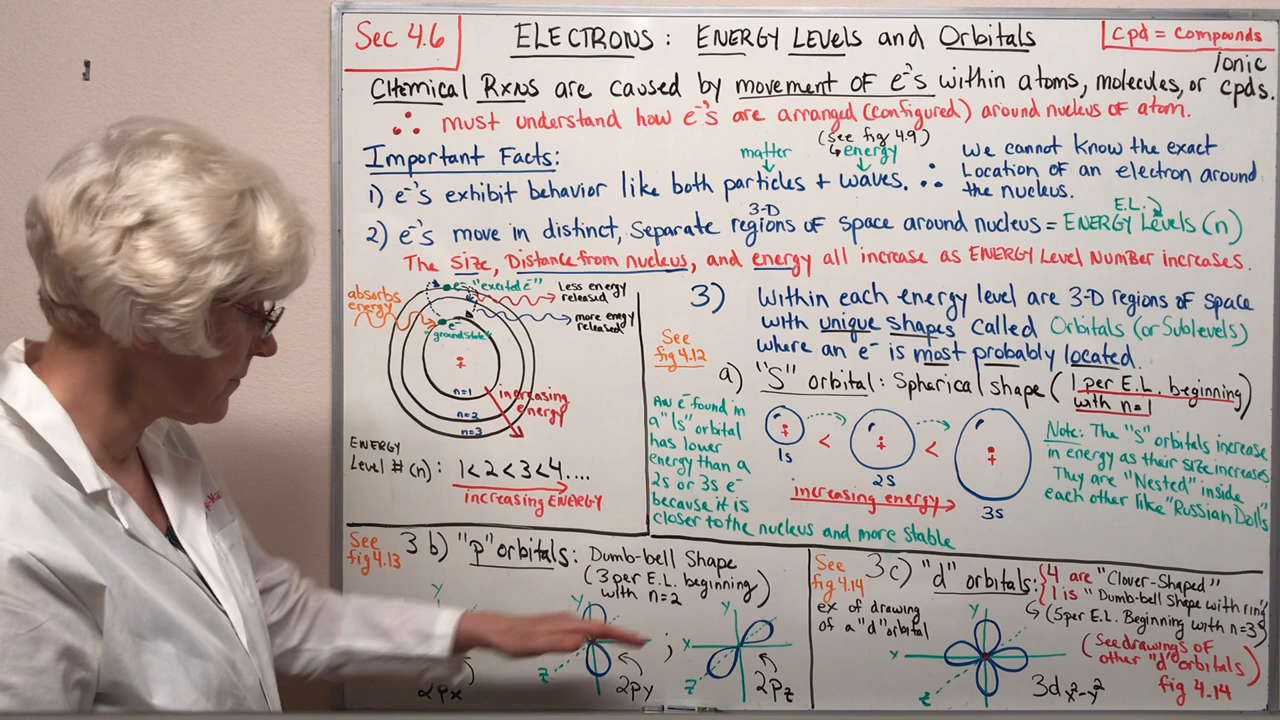 Sec 4.6
ELECTRONS: ENERGY LEVELS and Orbitals
cpd = compounds
Ionic
CHEMICAL RXNS are caused by movement OF e⁻'s within atoms, molecules, or cpds.
∴ must understand how e⁻'s are arranged (configured) around nucleus of atom.
(see fig 4.9)
Important Facts:
matter
↳ energy
1) e⁻'s exhibit behavior like both particles + waves. ∴
We cannot know the exact
Location of an electron around
the nucleus.
3-D
E.L.
2) e⁻'s move in distinct, separate regions of space around nucleus = ENERGY Levels (n)
The size, Distance from nucleus, and energy all increase as ENERGY Level Number increases.
absorbs
energy
e⁻ "excited e⁻"
Less energy
released
more energy
released
e⁻
"ground state"
+
n=1
n=2
n=3
increasing
energy
ENERGY
Level # (n): 1<2<3<4....
increasing ENERGY
3) Within each energy level are 3-D regions of space
with unique shapes called Orbitals (or Sublevels)
where an e⁻ is most probably located.
See
fig 4.12
a) "S" orbital: Spherical shape (1 per E.L. beginning)
with n=1
An e⁻ found in
a "1s" orbital
has lower
energy than a
2s or 3s e⁻
because it is
closer to the nucleus and more stable
+ < + < +
1s
2s
3s
increasing energy
Note: The "s" orbitals increase
in energy as their size increases
They are "Nested" inside
each other like "Russian Dolls"
See
fig 4.13
3 b) "p" orbitals: Dumb-bell Shape
(3 per E.L. beginning)
with n=2
Y
Y
Z
2px
2py
;
Y
X
Z
2pz
See
fig 4.14
ex of drawing
of a "d" orbital
3c) "d" orbitals: { 4 are "Clover-Shaped"
1 is "Dumb-bell Shape with ring
(5 per E.L. Beginning with n=3)
Y
X
Z
3d x²-y²
(See drawings of
other "d" orbitals)
fig 4.14